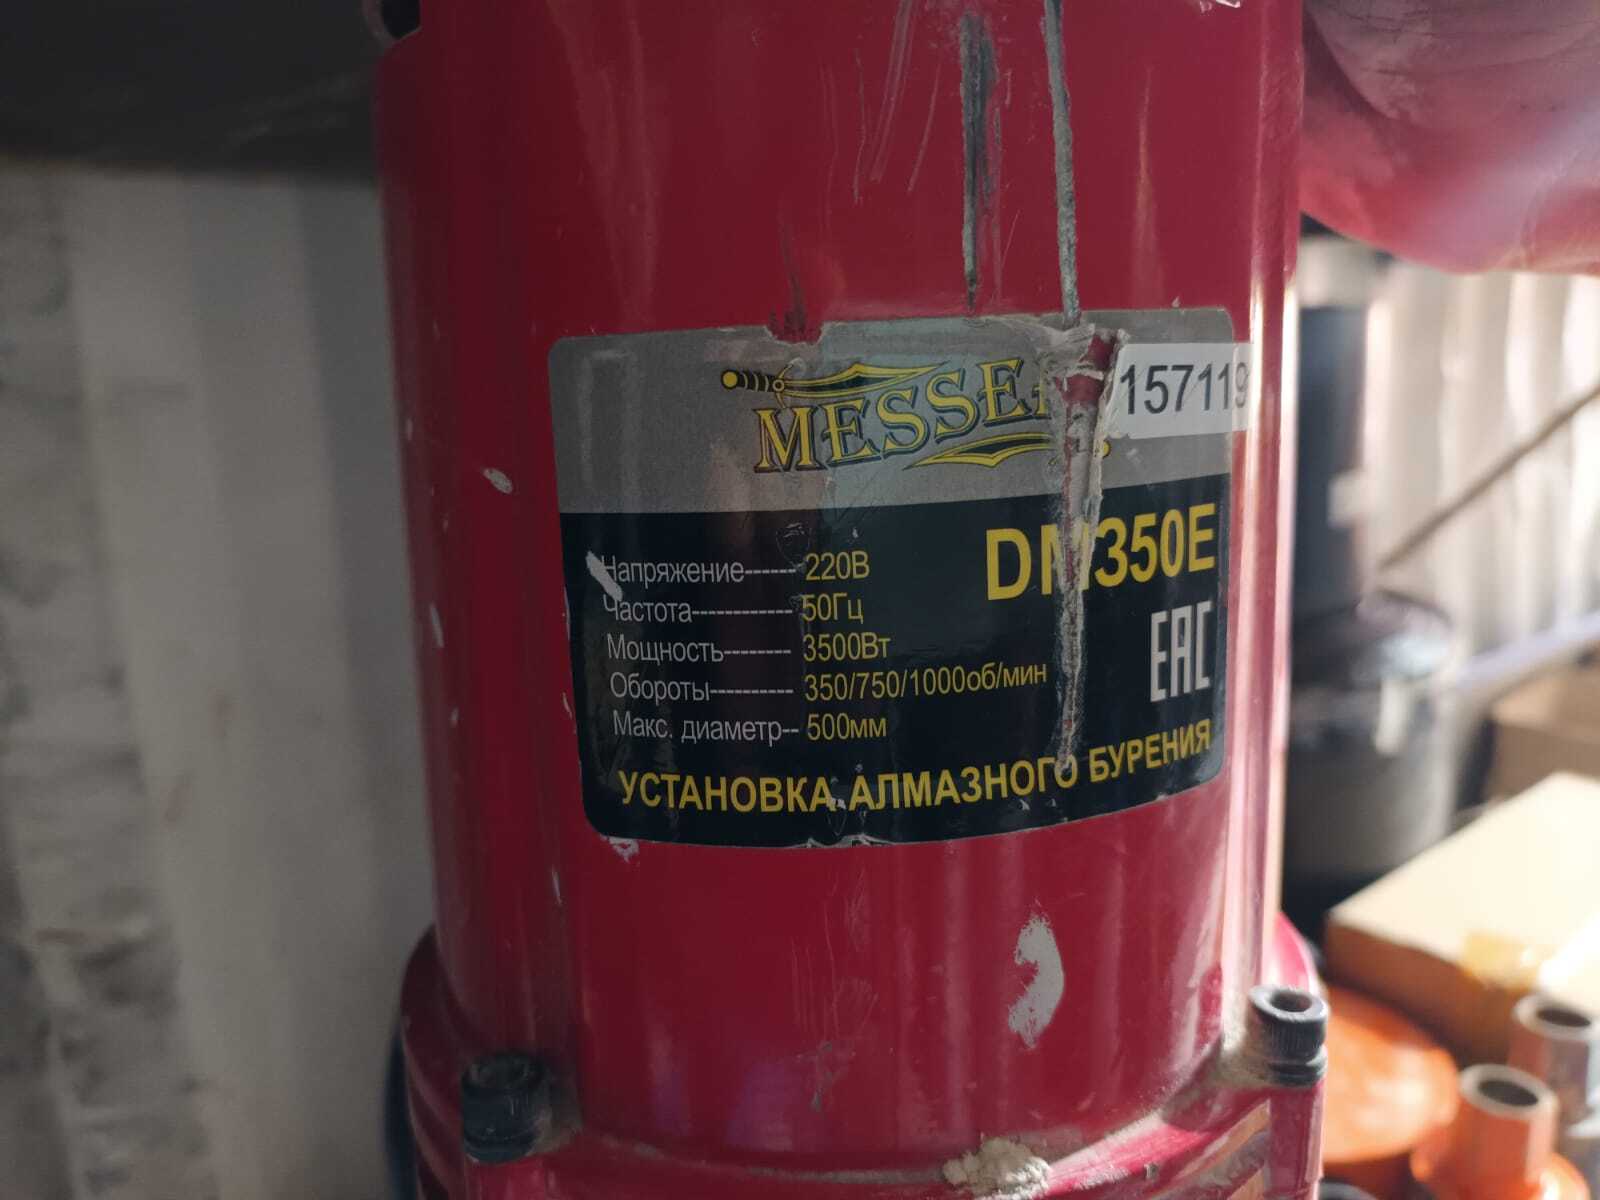 MESSER
157119
DM350E
Напряжение------ 220В
Частота------------ 50Гц
Мощность-------- 3500Вт
Обороты---------- 350/750/1000об/мин
Макс. диаметр-- 500мм
EAC
УСТАНОВКА АЛМАЗНОГО БУРЕНИЯ